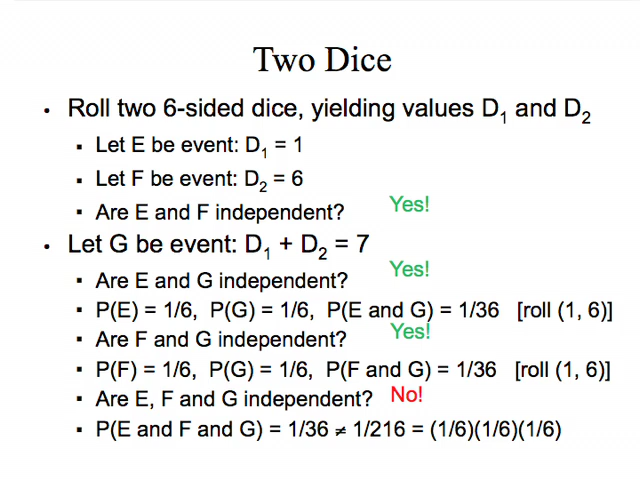 Two Dice
• Roll two 6-sided dice, yielding values D₁ and D₂
▪ Let E be event: D₁ = 1
▪ Let F be event: D₂ = 6
▪ Are E and F independent? Yes!
• Let G be event: D₁ + D₂ = 7
▪ Are E and G independent? Yes!
▪ P(E) = 1/6, P(G) = 1/6, P(E and G) = 1/36 [roll (1, 6)]
▪ Are F and G independent? Yes!
▪ P(F) = 1/6, P(G) = 1/6, P(F and G) = 1/36 [roll (1, 6)]
▪ Are E, F and G independent? No!
▪ P(E and F and G) = 1/36 ≠ 1/216 = (1/6)(1/6)(1/6)